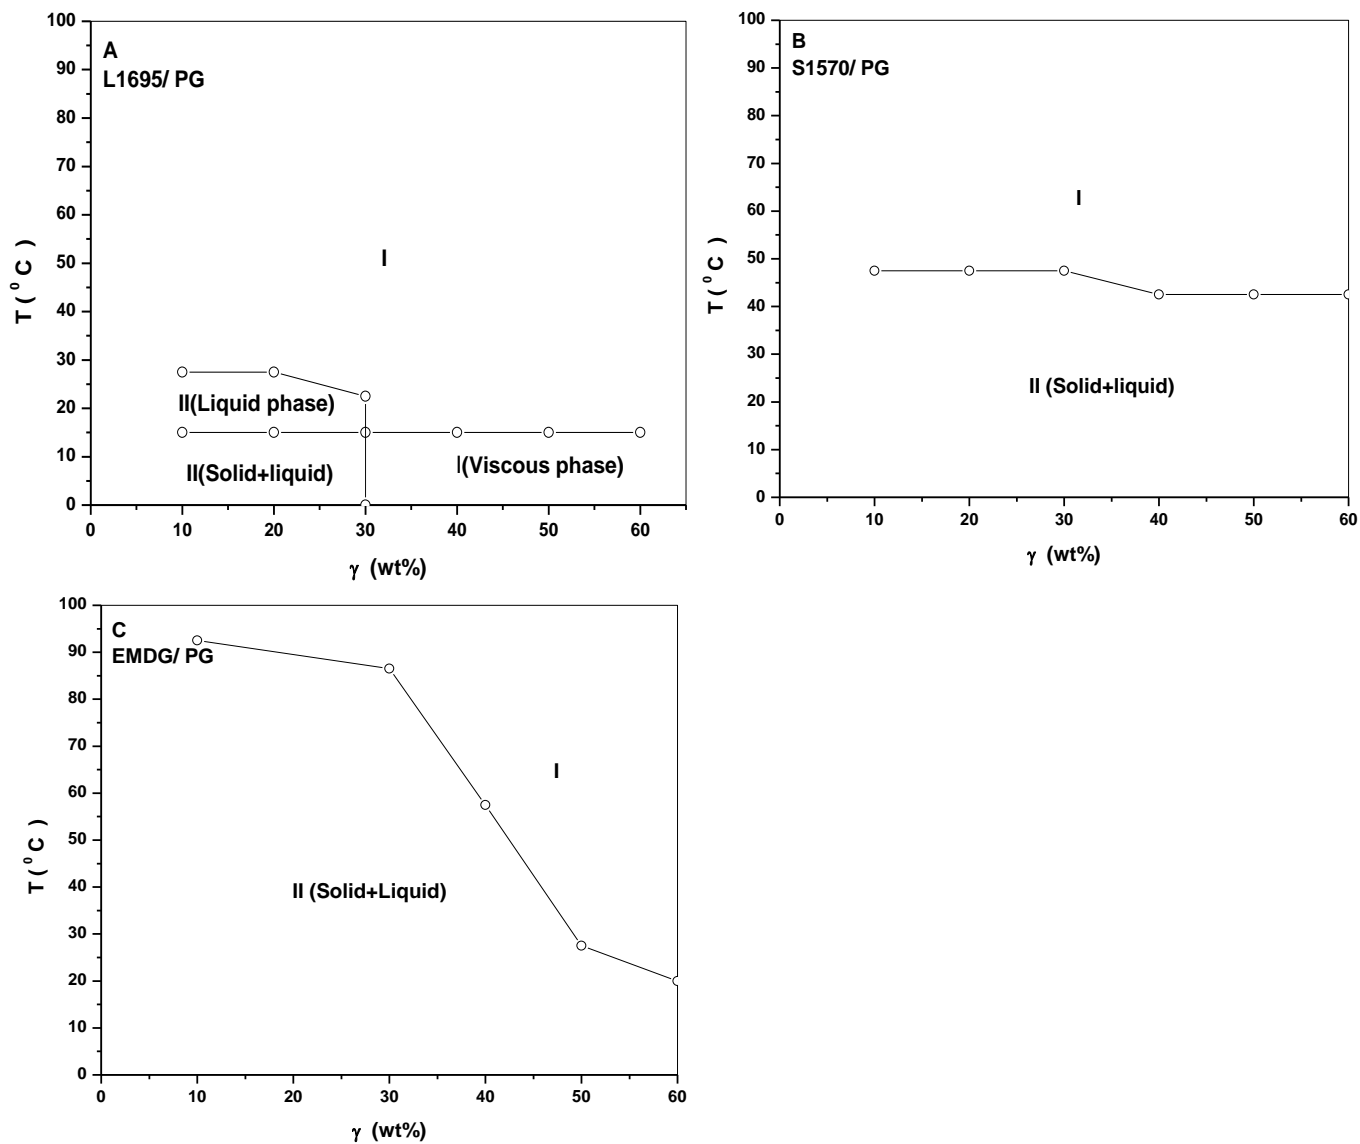 A
L1695/ PG
100
90
80
70
60
50
40
30
20
10
0
T ( ⁰ C )
I
II(Liquid phase)
II(Solid+liquid)
I(Viscous phase)
0 10 20 30 40 50 60
γ (wt%)
B
S1570/ PG
100
90
80
70
60
50
40
30
20
10
0
T ( ⁰ C )
I
II (Solid+liquid)
0 10 20 30 40 50 60
γ (wt%)
C
EMDG/ PG
100
90
80
70
60
50
40
30
20
10
0
T ( ⁰ C )
I
II (Solid+Liquid)
0 10 20 30 40 50 60
γ (wt%)